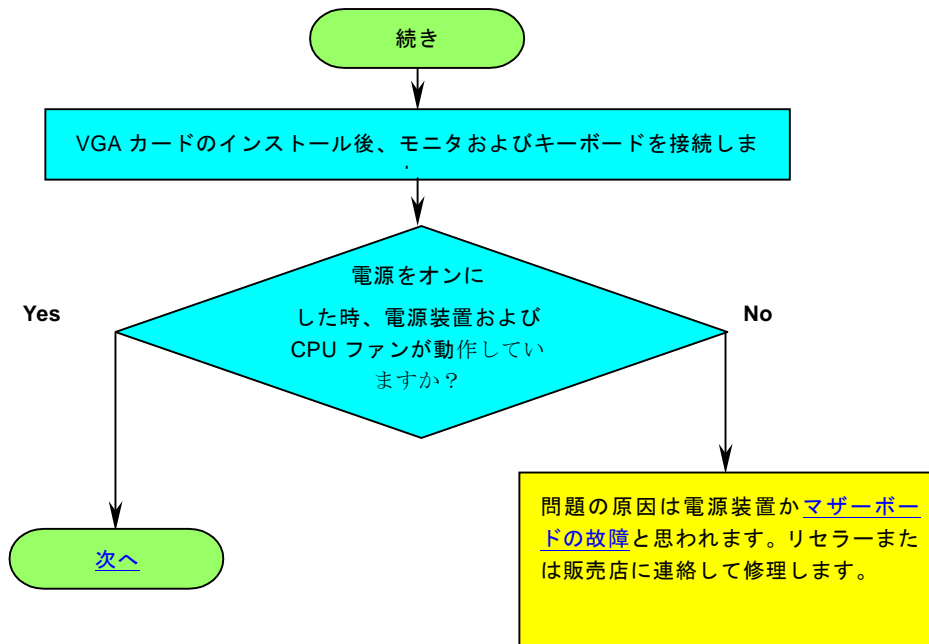 続き
VGA カードのインストール後、モニタおよびキーボードを接続しま
電源をオンに
した時、電源装置および
CPU ファンが動作してい
ますか？
Yes
No
問題の原因は電源装置かマザーボー
ドの故障と思われます。リセラーまた
は販売店に連絡して修理します。
次へ